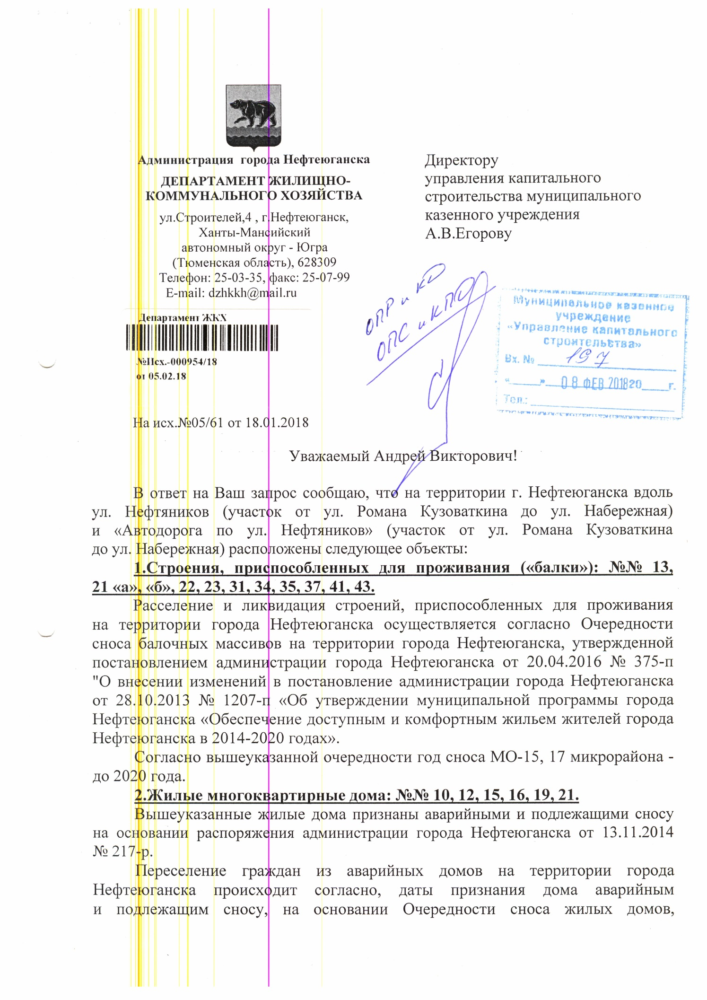 Администрация города Нефтеюганска
ДЕПАРТАМЕНТ ЖИЛИЩНО-
КОММУНАЛЬНОГО ХОЗЯЙСТВА
ул.Строителей,4 , г.Нефтеюганск,
Ханты-Мансийский
автономный округ - Югра
(Тюменская область), 628309
Телефон: 25-03-35, факс: 25-07-99
E-mail: dzhkkh@mail.ru
Департамент ЖКХ
№Исх.-000954/18
от 05.02.18
На исх.№05/61 от 18.01.2018
Директору
управления капитального
строительства муниципального
казенного учреждения
А.В.Егорову
ОПР и КД
ОПС и КПД
Муниципальное казенное
учреждение
«Управление капитального
строительства»
Вх. № 197
«____»____08 ФЕВ 2018 20____г.
Тел.:
Уважаемый Андрей Викторович!
В ответ на Ваш запрос сообщаю, что на территории г. Нефтеюганска вдоль
ул. Нефтяников (участок от ул. Романа Кузоваткина до ул. Набережная)
и «Автодорога по ул. Нефтяников» (участок от ул. Романа Кузоваткина
до ул. Набережная) расположены следующее объекты:
1.Строения, приспособленных для проживания («балки»): №№ 13,
21 «а», «б», 22, 23, 31, 34, 35, 37, 41, 43.
Расселение и ликвидация строений, приспособленных для проживания
на территории города Нефтеюганска осуществляется согласно Очередности
сноса балочных массивов на территории города Нефтеюганска, утвержденной
постановлением администрации города Нефтеюганска от 20.04.2016 № 375-п
"О внесении изменений в постановление администрации города Нефтеюганска
от 28.10.2013 № 1207-п «Об утверждении муниципальной программы города
Нефтеюганска «Обеспечение доступным и комфортным жильем жителей города
Нефтеюганска в 2014-2020 годах».
Согласно вышеуказанной очередности год сноса МО-15, 17 микрорайона -
до 2020 года.
2.Жилые многоквартирные дома: №№ 10, 12, 15, 16, 19, 21.
Вышеуказанные жилые дома признаны аварийными и подлежащими сносу
на основании распоряжения администрации города Нефтеюганска от 13.11.2014
№ 217-р.
Переселение граждан из аварийных домов на территории города
Нефтеюганска происходит согласно, даты признания дома аварийным
и подлежащим сносу, на основании Очередности сноса жилых домов,